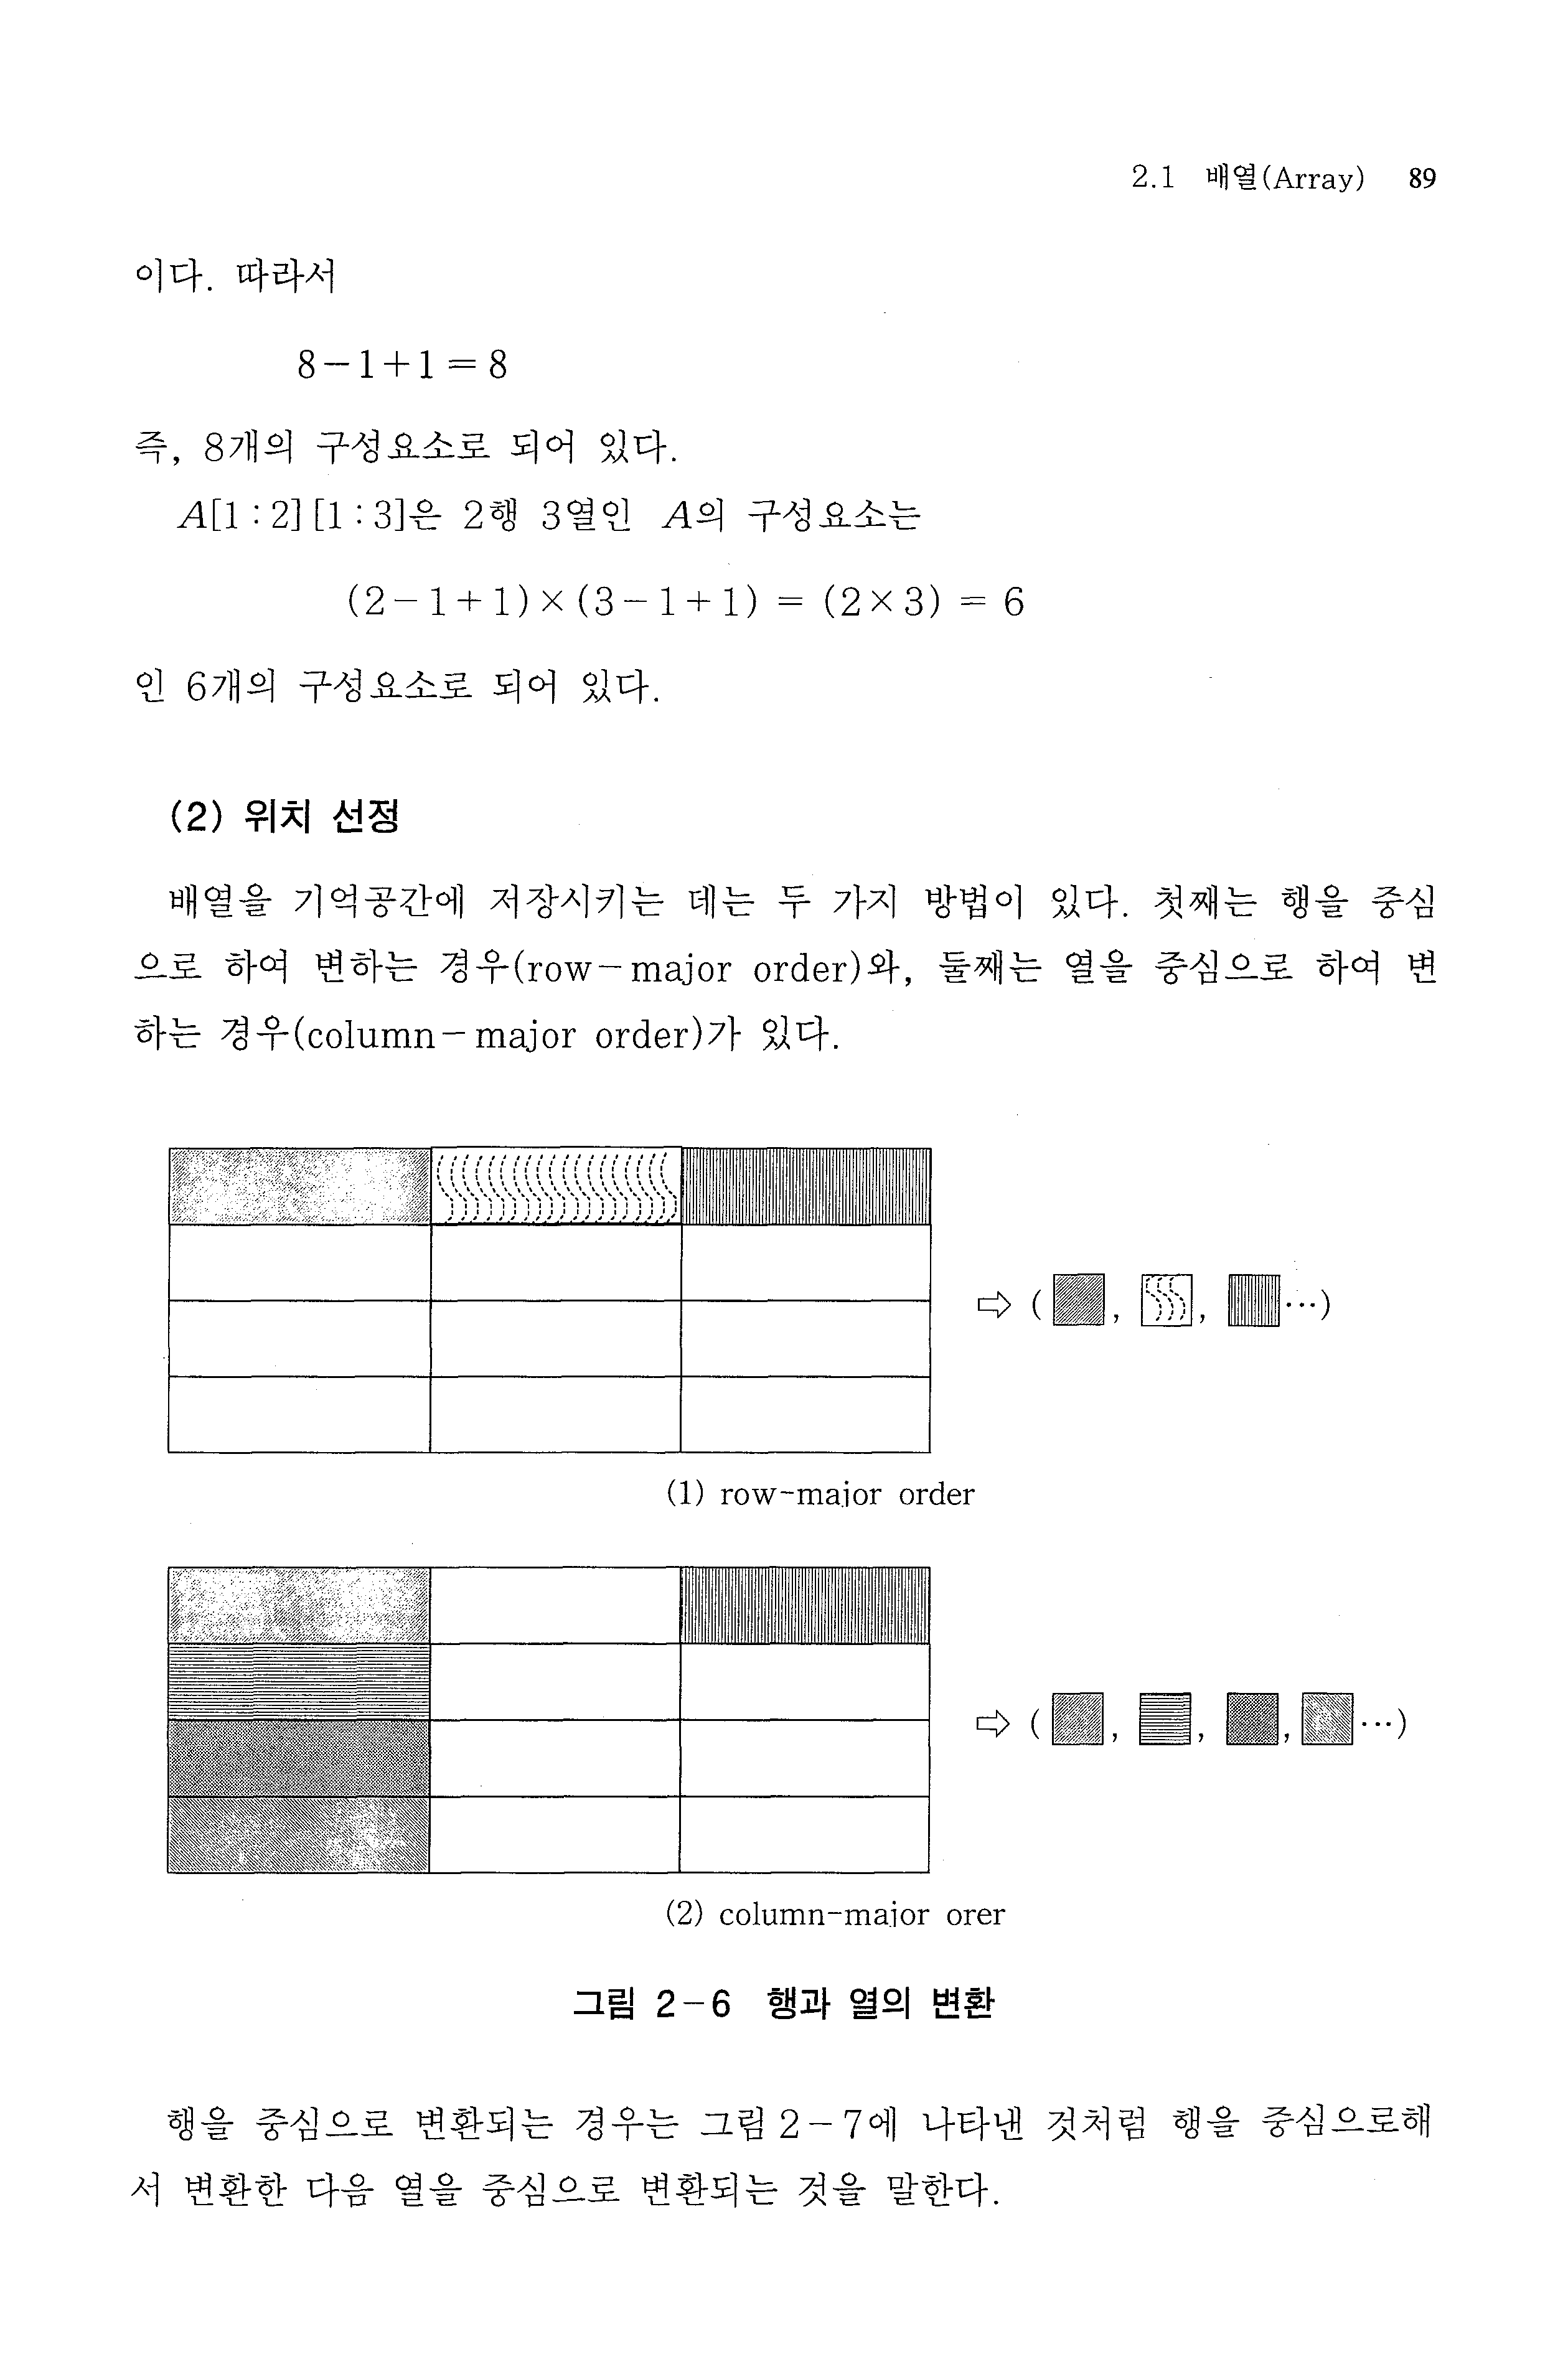 2.1 배열(Array) 89
이다. 따라서
8-1+1=8
즉, 8개의 구성요소로 되어 있다.
A[1:2][1:3]은 2행 3열인 A의 구성요소는
(2-1+1)×(3-1+1) = (2×3) = 6
인 6개의 구성요소로 되어 있다.
(2) 위치 선정
배열을 기억공간에 저장시키는 데는 두 가지 방법이 있다. 첫째는 행을 중심
으로 하여 변하는 경우(row-major order)와, 둘째는 열을 중심으로 하여 변
하는 경우(column-major order)가 있다.
⇨ ( , , ···)
(1) row-major order
⇨ ( , , , ···)
(2) column-major orer
그림 2-6 행과 열의 변환
행을 중심으로 변환되는 경우는 그림 2-7에 나타낸 것처럼 행을 중심으로해
서 변환한 다음 열을 중심으로 변환되는 것을 말한다.